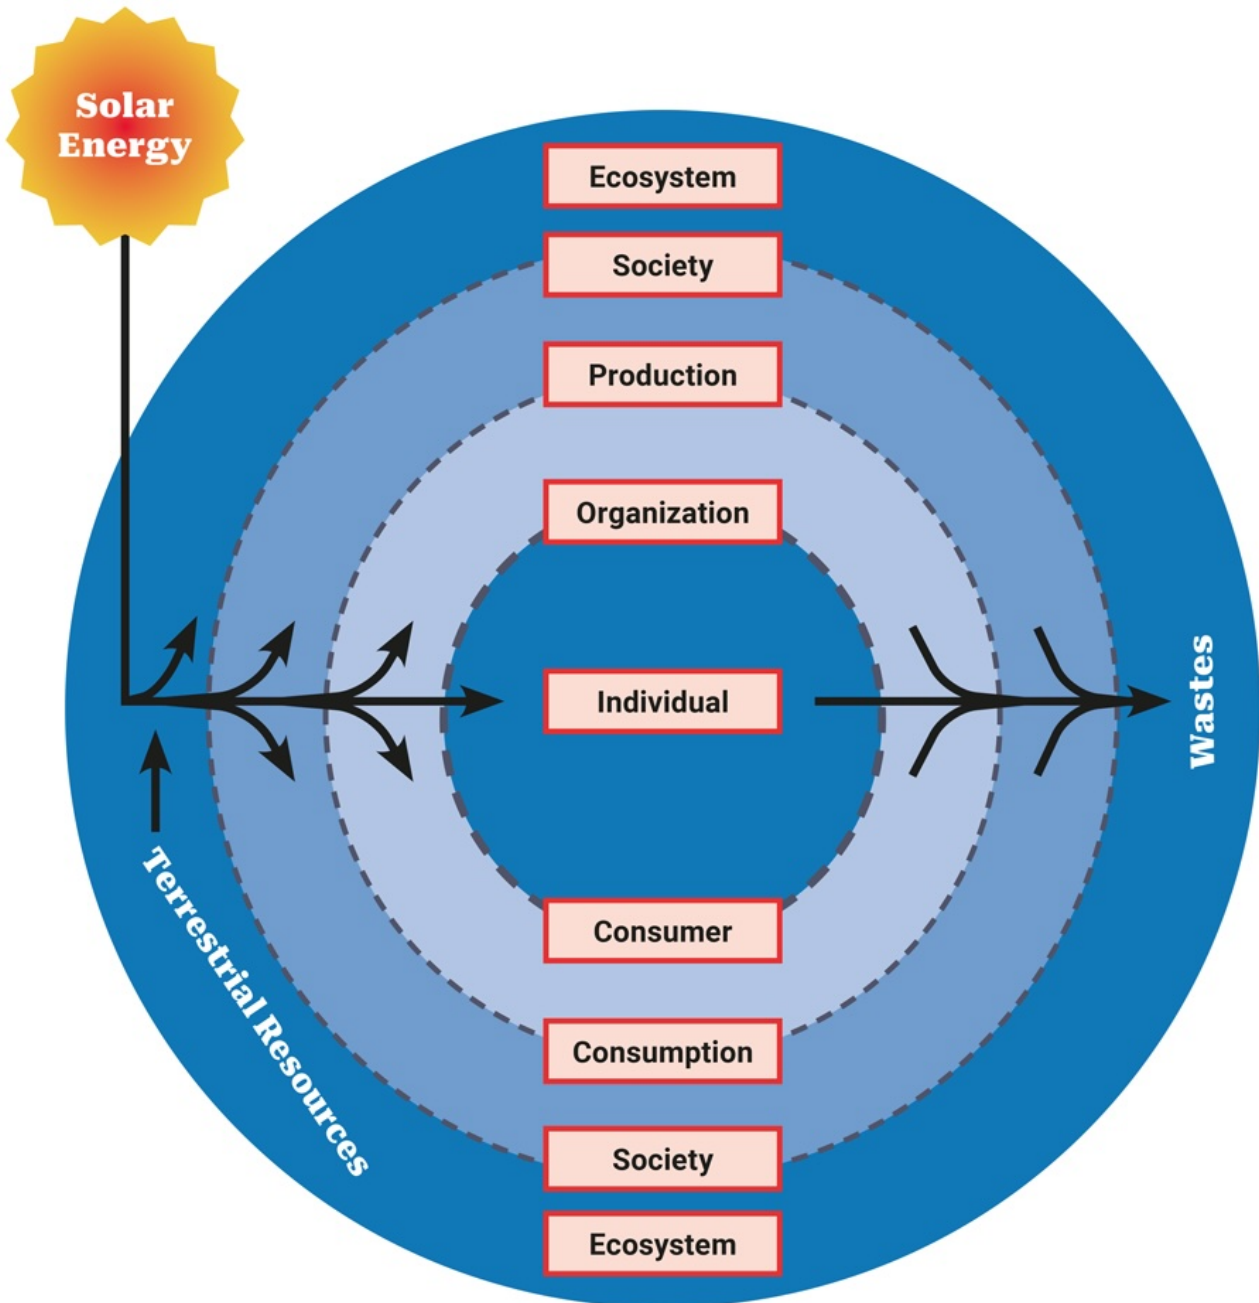 Solar
Energy
Ecosystem
Society
Production
Organization
Individual
Wastes
Terrestrial Resources
Consumer
Consumption
Society
Ecosystem